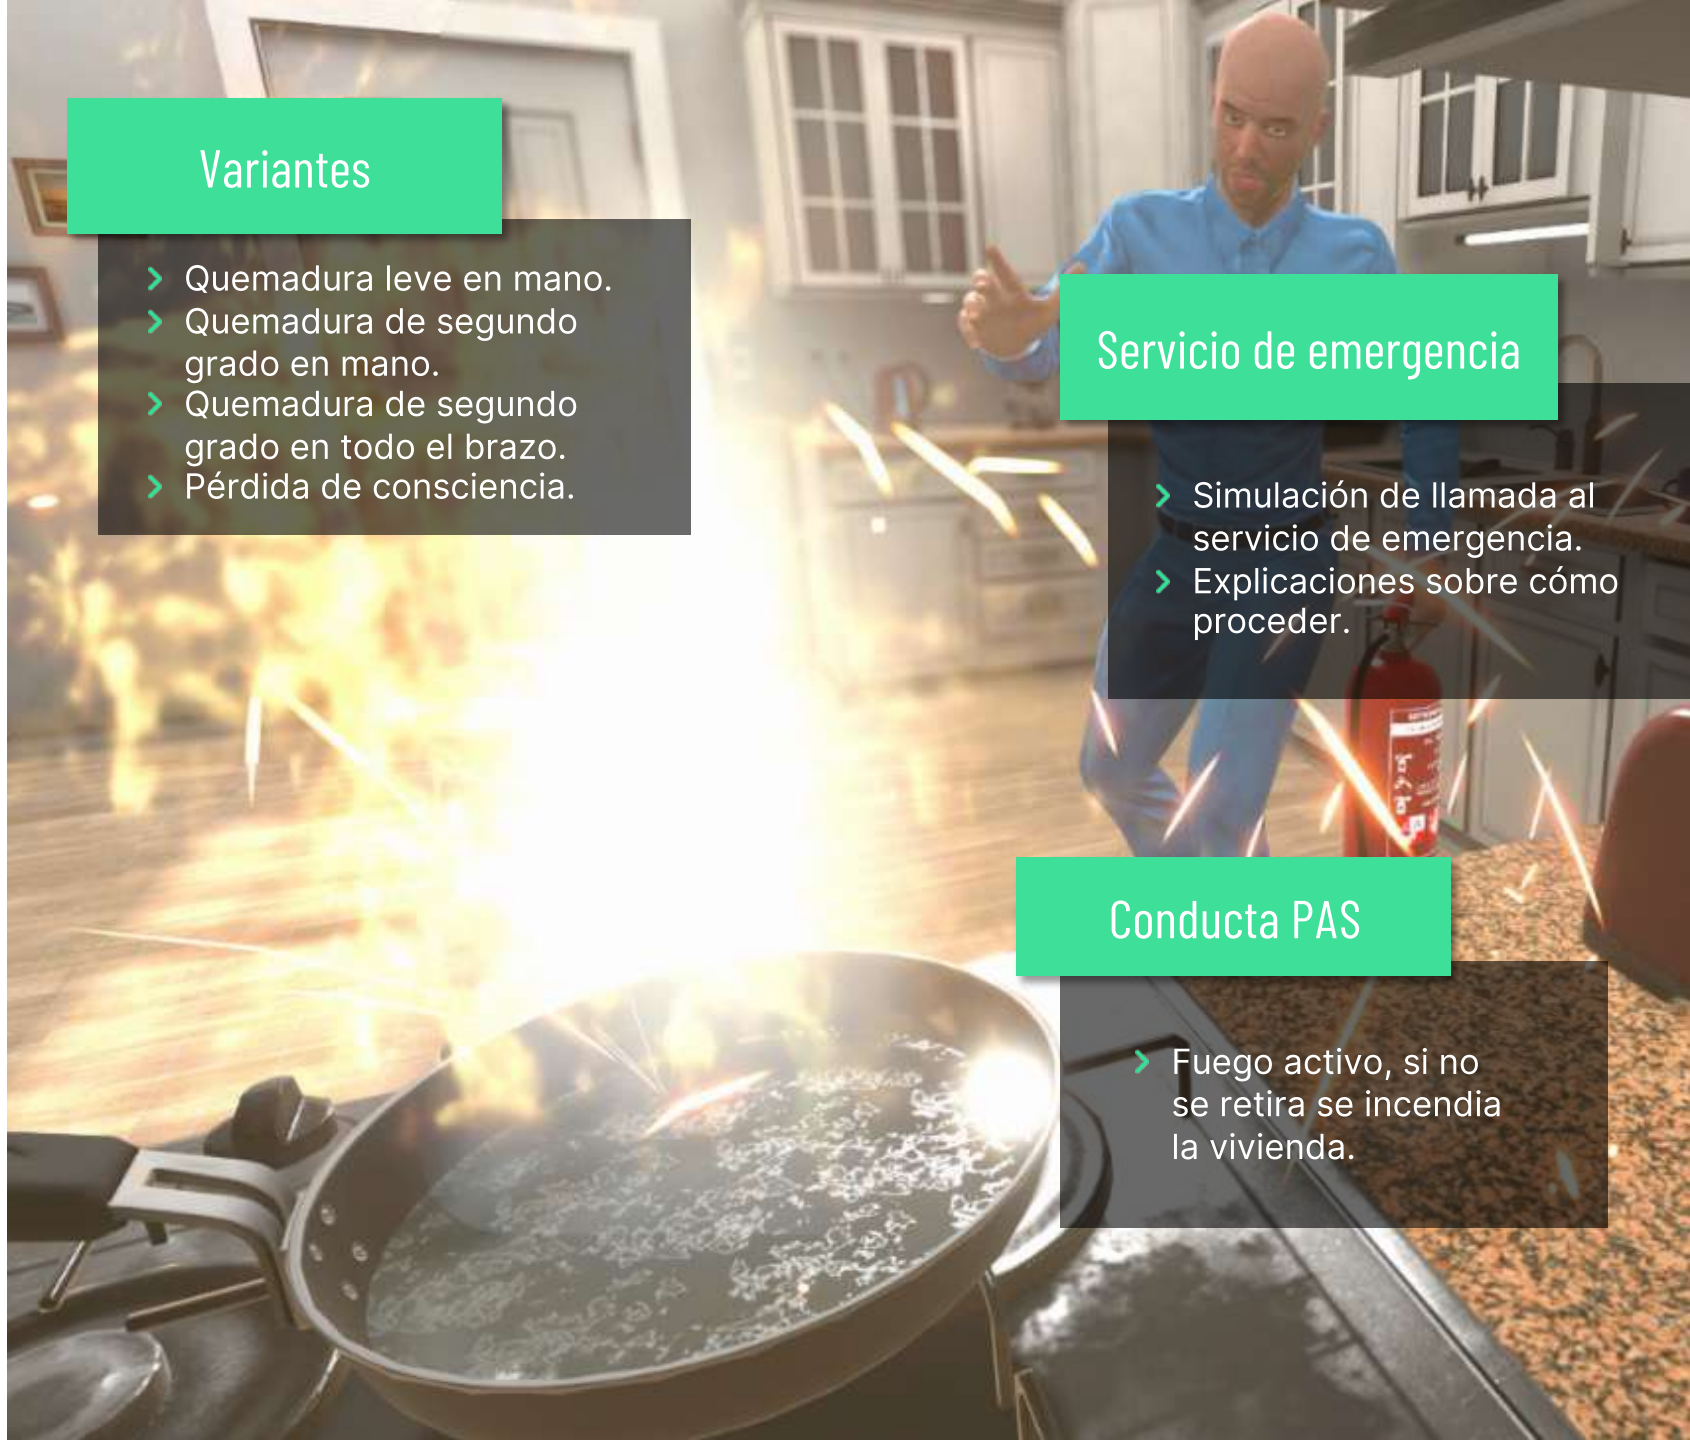 Variantes
Quemadura leve en mano.
Quemadura de segundo
grado en mano.
Quemadura de segundo
grado en todo el brazo.
Pérdida de consciencia.
Servicio de emergencia
Simulación de llamada al
servicio de emergencia.
Explicaciones sobre cómo
proceder.
Conducta PAS
Fuego activo, si no
se retira se incendia
la vivienda.